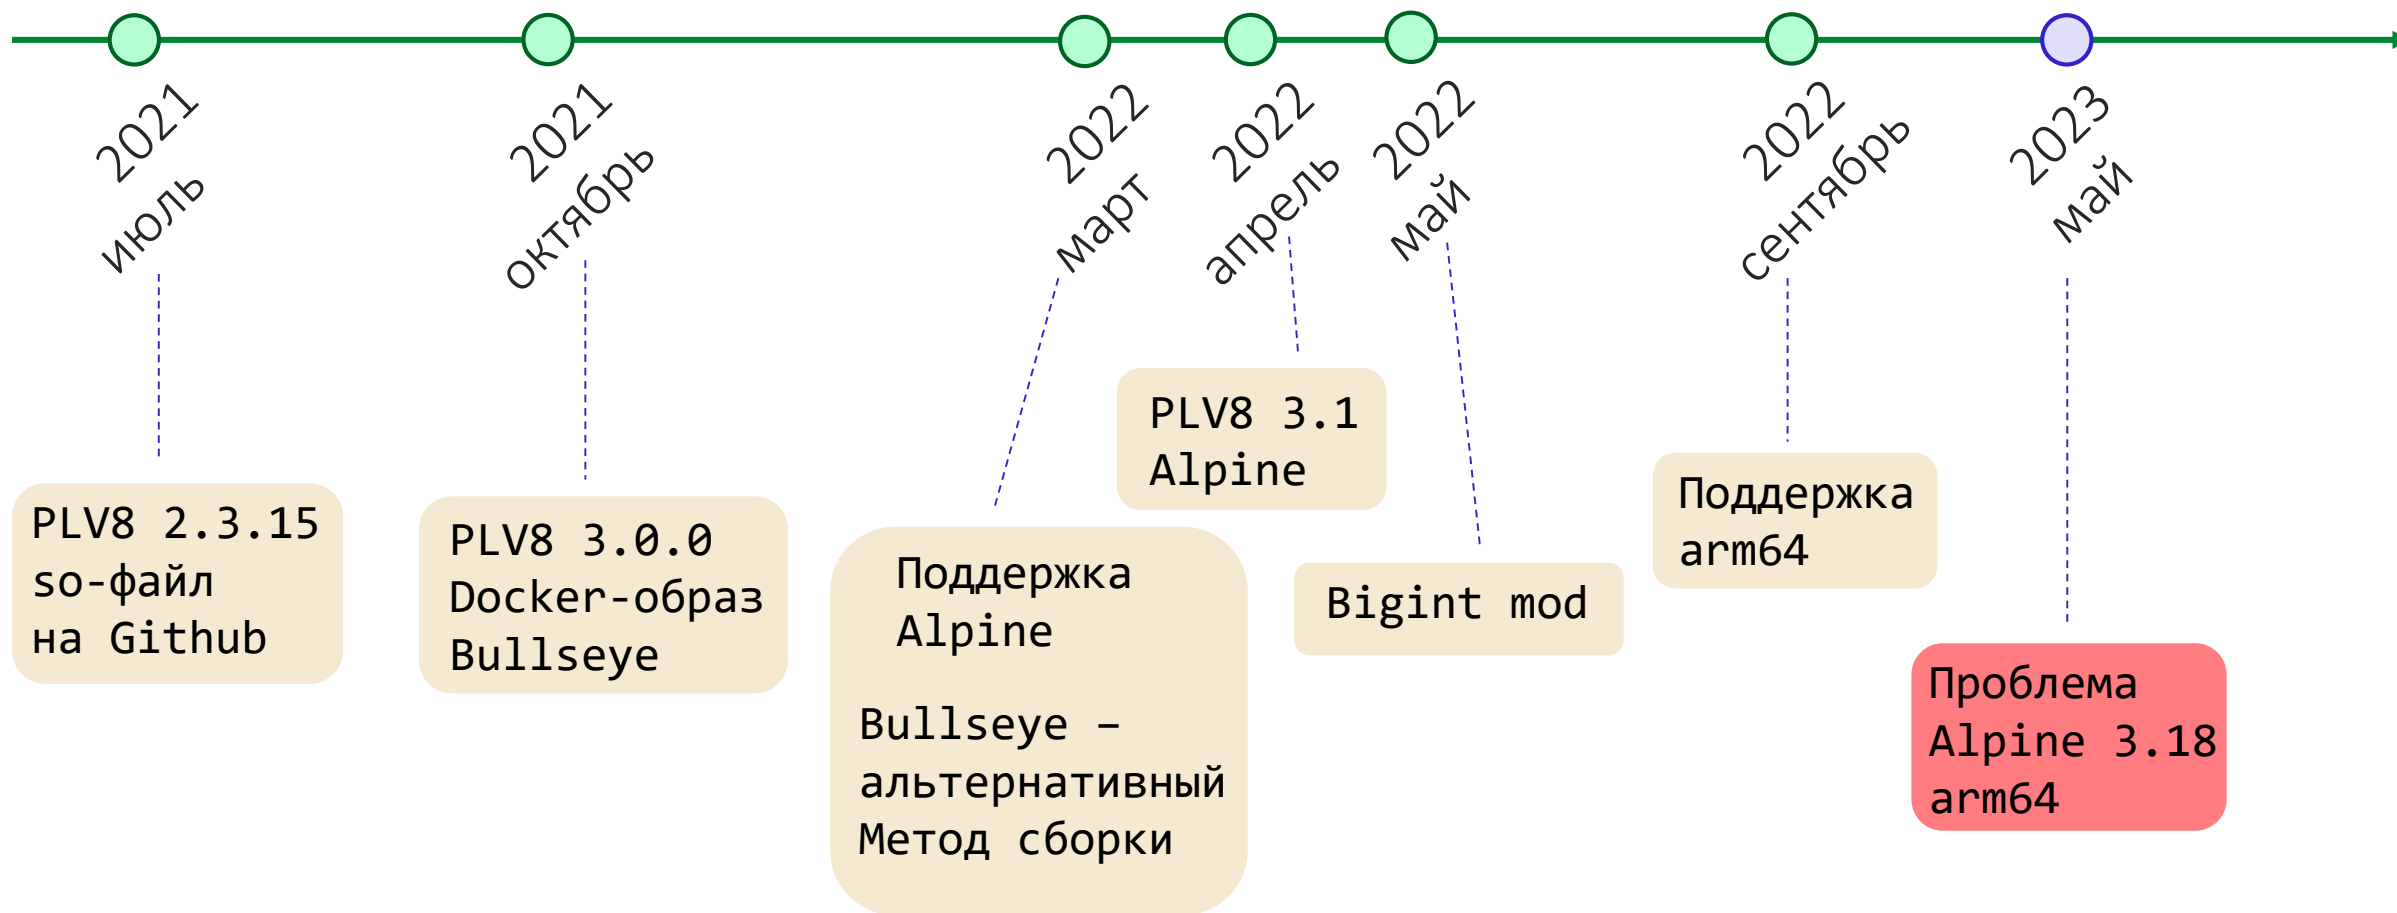 2021
июль
2021
октябрь
2022
март
2022
апрель
2022
май
2022
сентябрь
2023
май
PLV8 2.3.15
so-файл
на Github
PLV8 3.0.0
Docker-образ
Bullseye
Поддержка
Alpine
Bullseye –
альтернативный
Метод сборки
PLV8 3.1
Alpine
Bigint mod
Поддержка
arm64
Проблема
Alpine 3.18
arm64